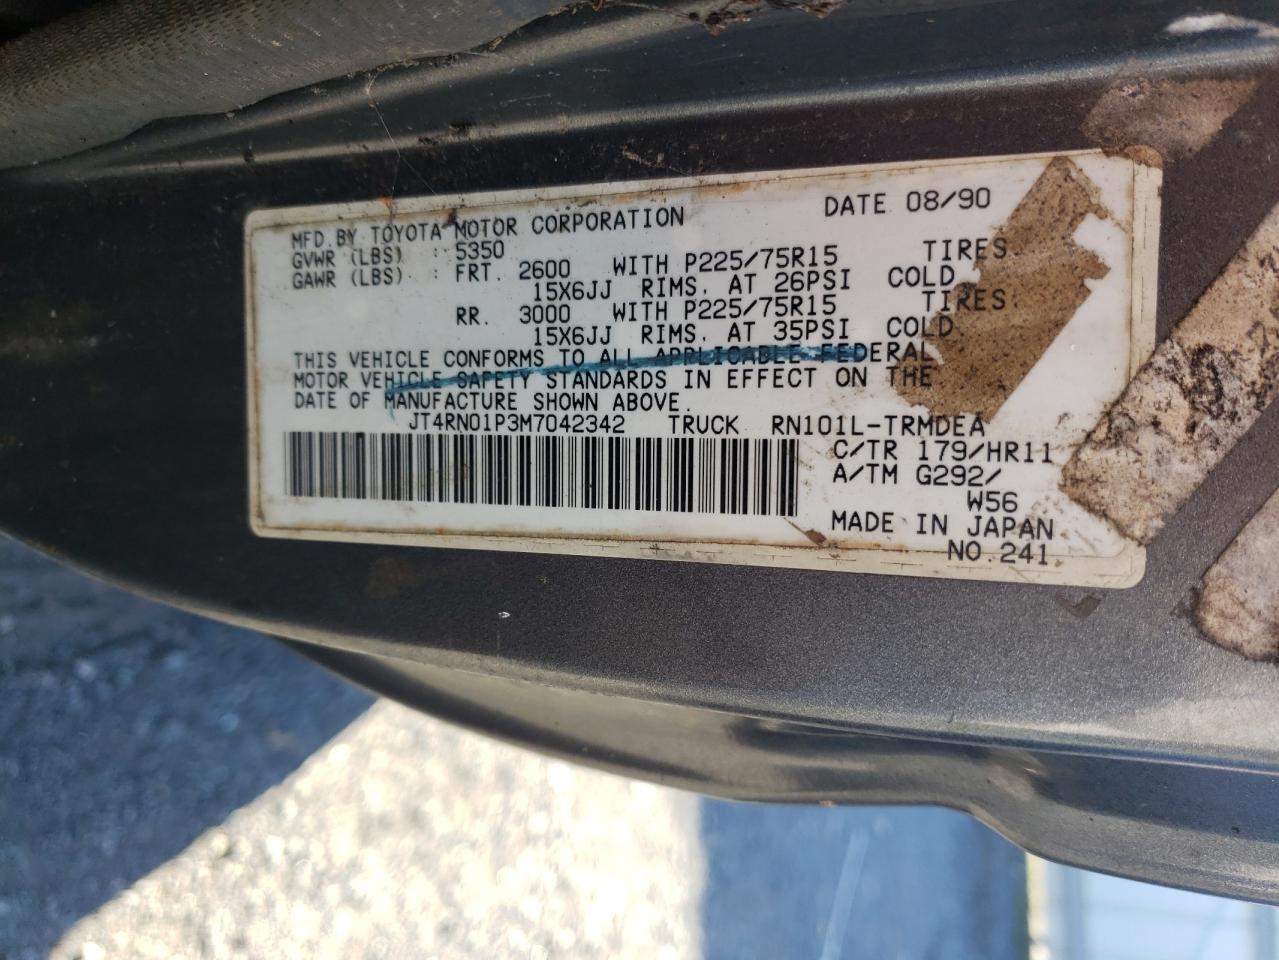 MFD. BY TOYOTA MOTOR CORPORATION DATE 08/90
GVWR (LBS) : 5350
GAWR (LBS) : FRT. 2600 WITH P225/75R15 TIRES,
15X6JJ RIMS, AT 26PSI COLD,
RR. 3000 WITH P225/75R15 TIRES,
15X6JJ RIMS, AT 35PSI COLD.
THIS VEHICLE CONFORMS TO ALL APPLICABLE FEDERAL
MOTOR VEHICLE SAFETY STANDARDS IN EFFECT ON THE
DATE OF MANUFACTURE SHOWN ABOVE.
JT4RN01P3M7042342 TRUCK RN101L-TRMDEA
C/TR 179/HR11
A/TM G292/
W56
MADE IN JAPAN
NO. 241